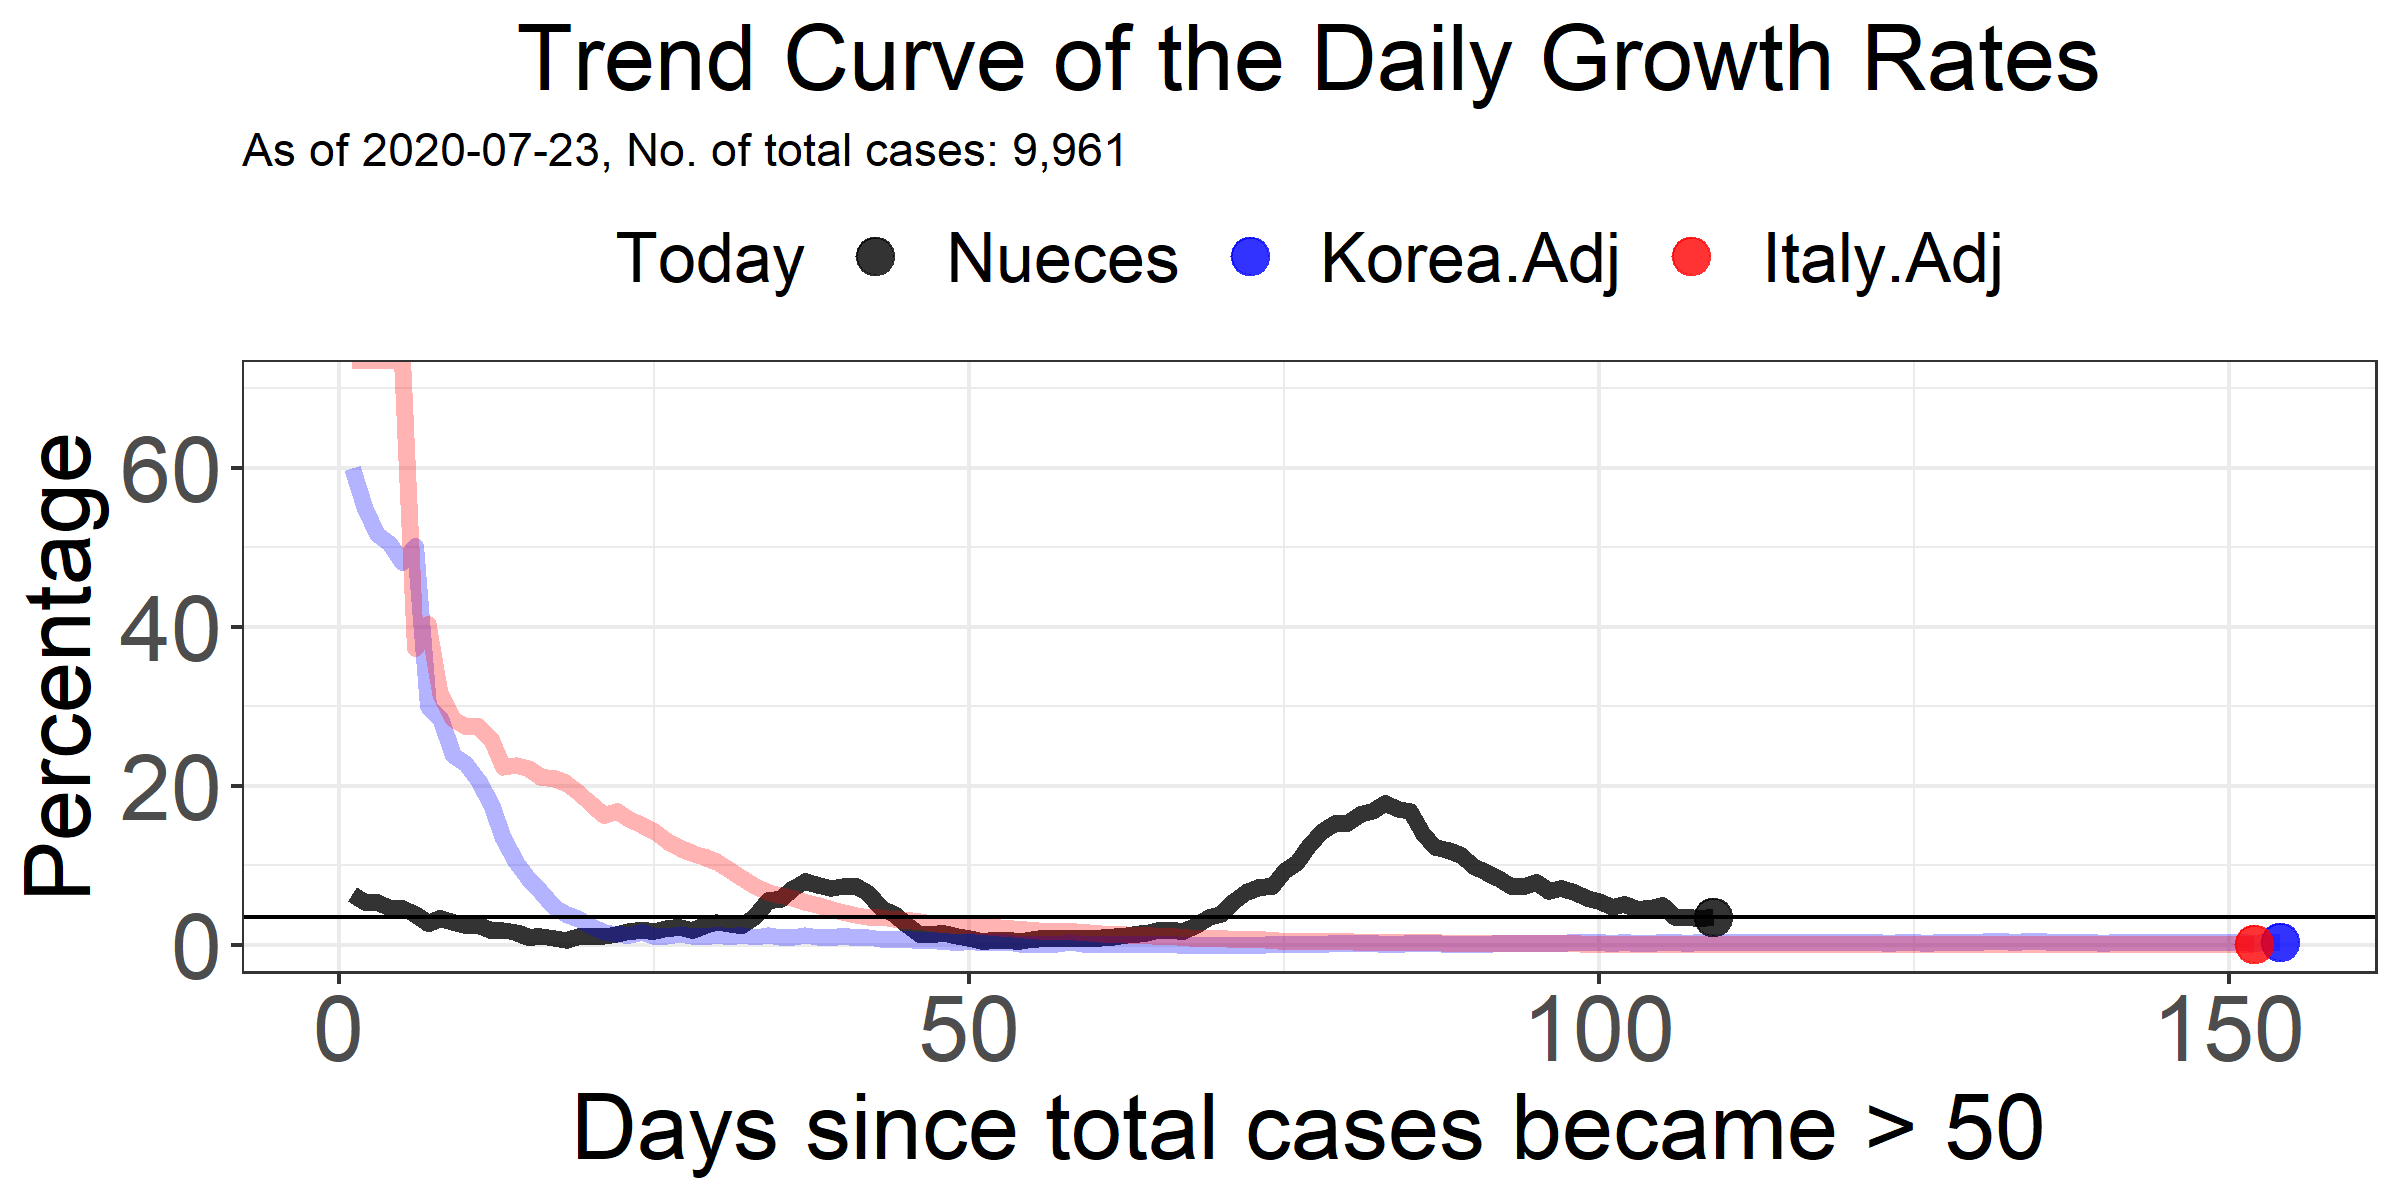 Trend Curve of the Daily Growth Rates
As of 2020-07-23, No. of total cases: 9,961
Today Nueces Korea.Adj Italy.Adj
Percentage
60
40
20
0
0 50 100 150
Days since total cases became > 50